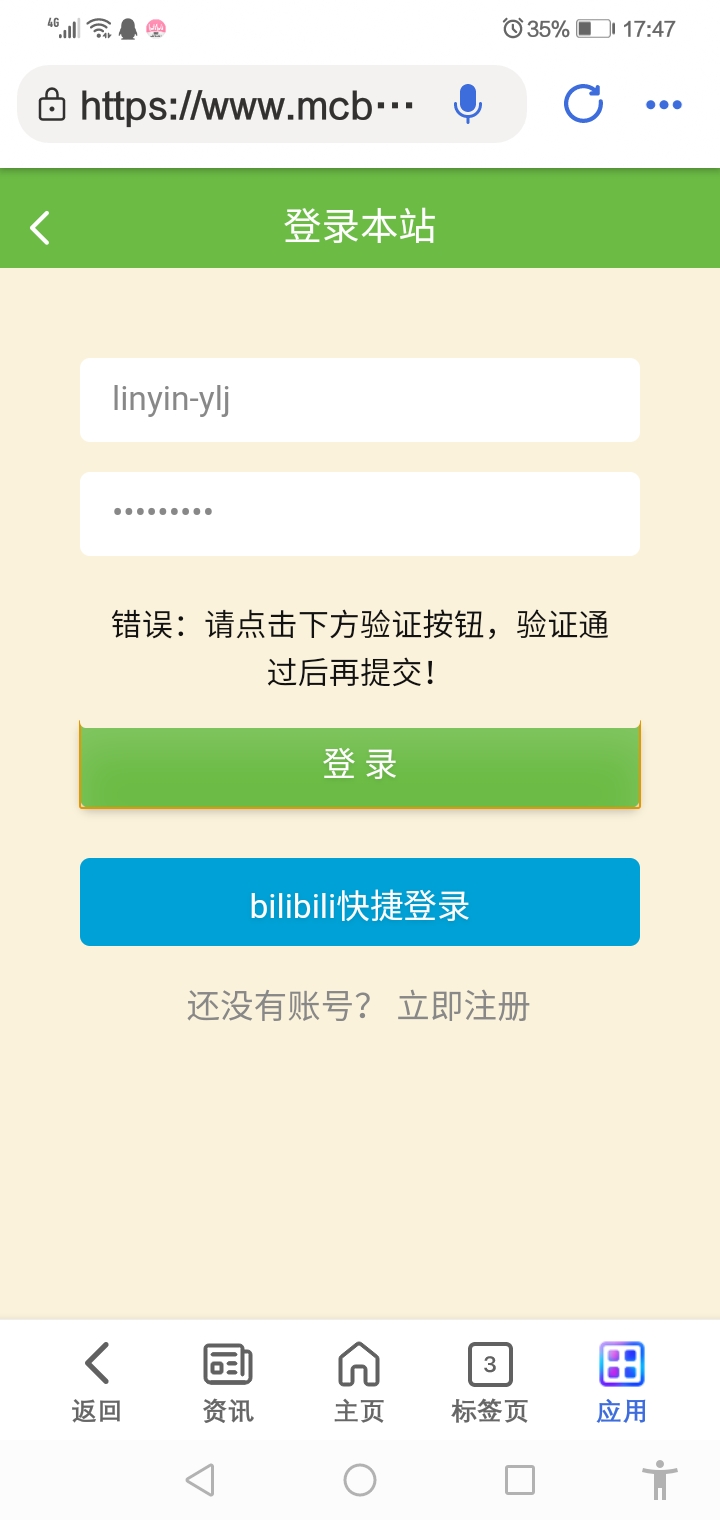 4G 35% 17:47
https://www.mcb···
登录本站
linyin-ylj
•••••••••
错误：请点击下方验证按钮，验证通
过后再提交！
登 录
bilibili快捷登录
还没有账号？ 立即注册
3
返回 资讯 主页 标签页 应用